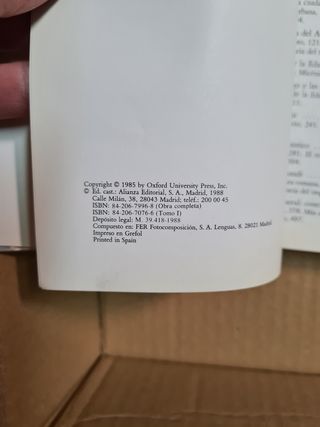 Copyright © 1985 by Oxford University Press, Inc.
© Ed. cast.: Alianza Editorial, S. A., Madrid, 1988
Calle Milán, 38, 28043 Madrid; teléf.: 200 00 45
ISBN: 84-206-7996-8 (Obra completa)
ISBN: 84-206-7076-6 (Tomo I)
Depósito legal: M. 39.418-1988
Compuesto en: FER Fotocomposición, S. A. Lenguas, 8. 28021 Madrid
Impreso en Grefol
Printed in Spain